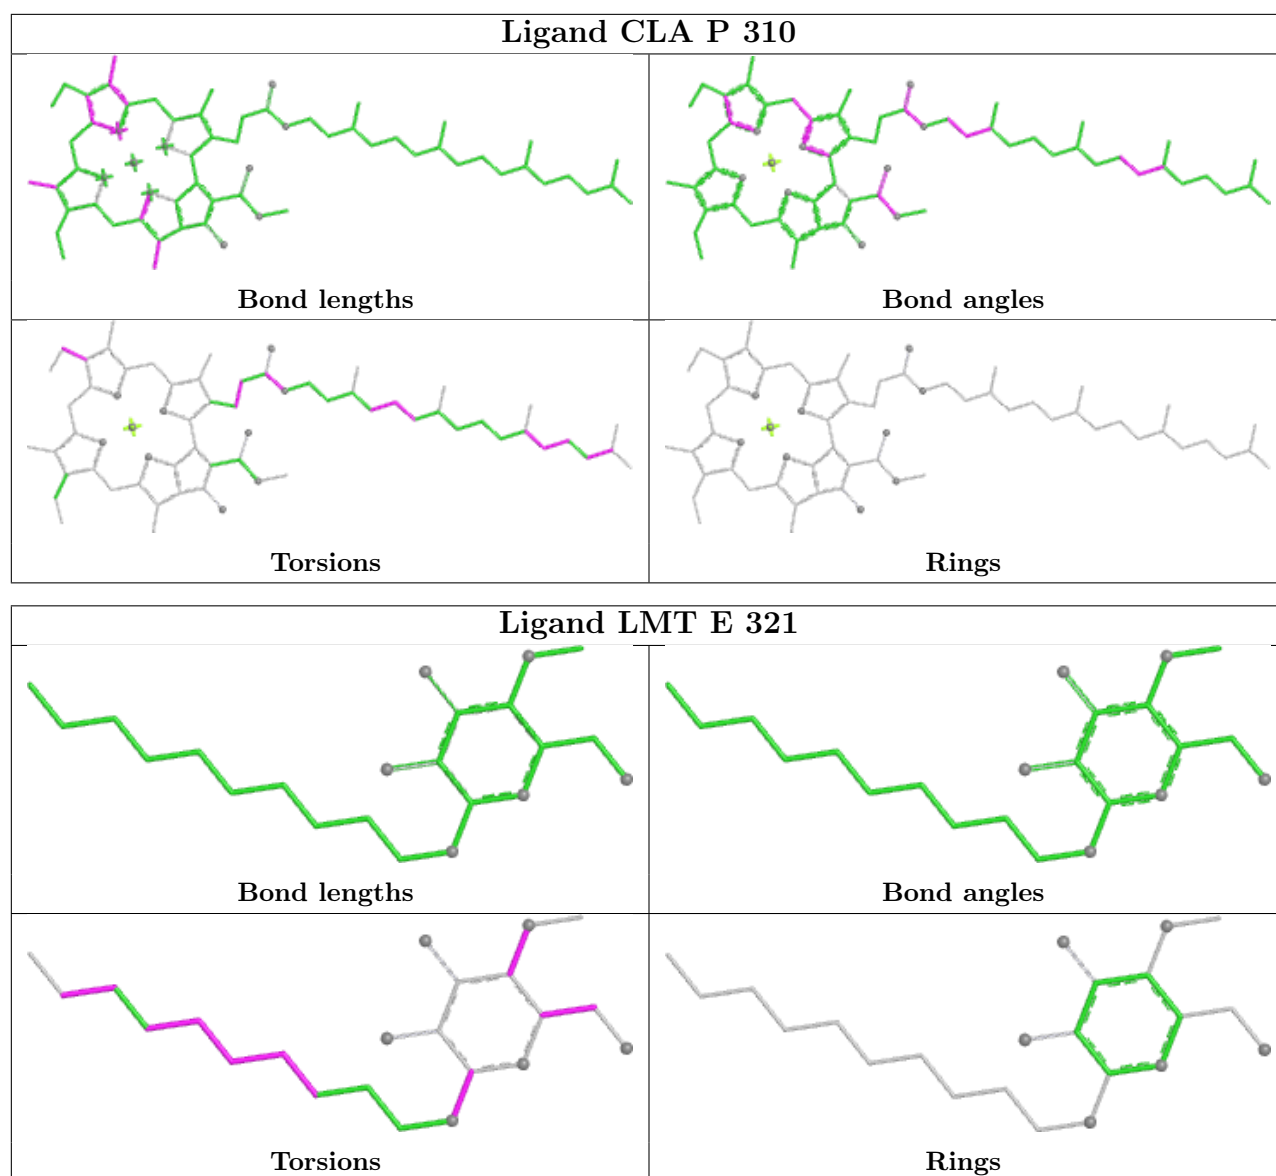 Ligand CLA P 310
Bond lengths
Bond angles
Torsions
Rings
Ligand LMT E 321
Bond lengths
Bond angles
Torsions
Rings